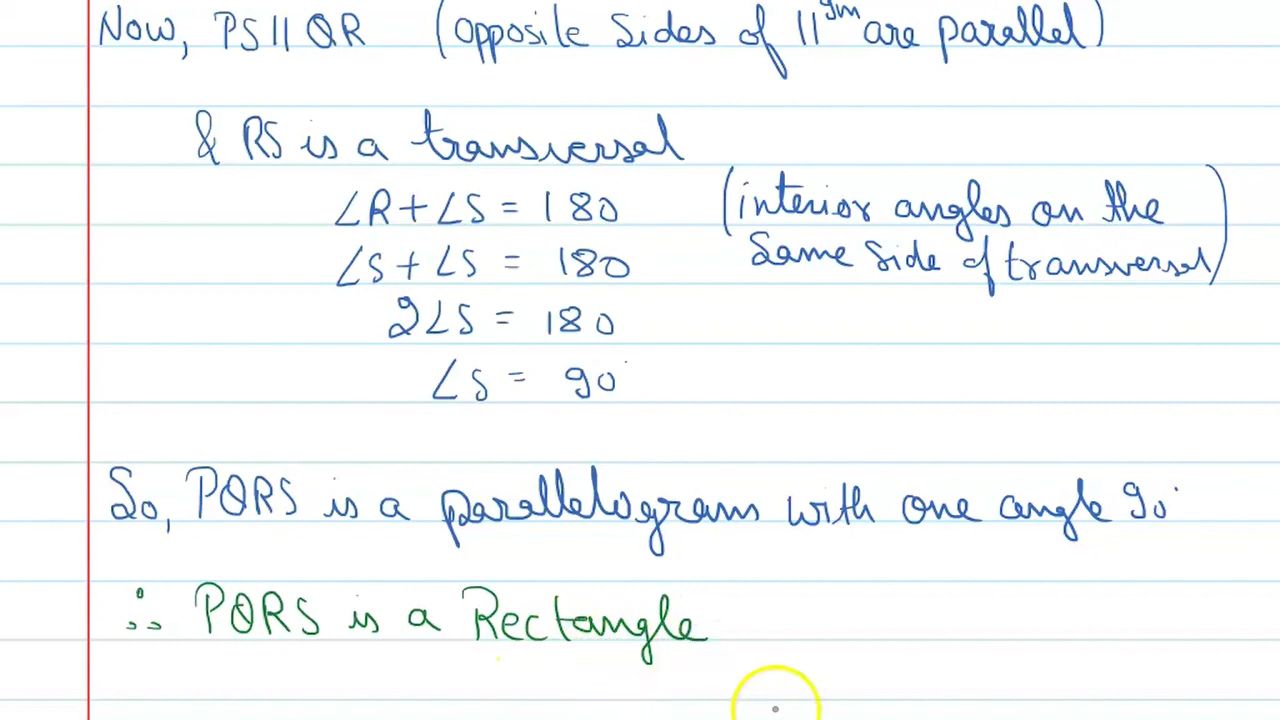 Now, PS || QR (opposite sides of ||gm are parallel)
& RS is a transversal
∠R + ∠S = 180 (interior angles on the
∠S + ∠S = 180 same side of transversal)
2∠S = 180
∠S = 90°
So, PQRS is a parallelogram with one angle 90°
∴ PQRS is a Rectangle